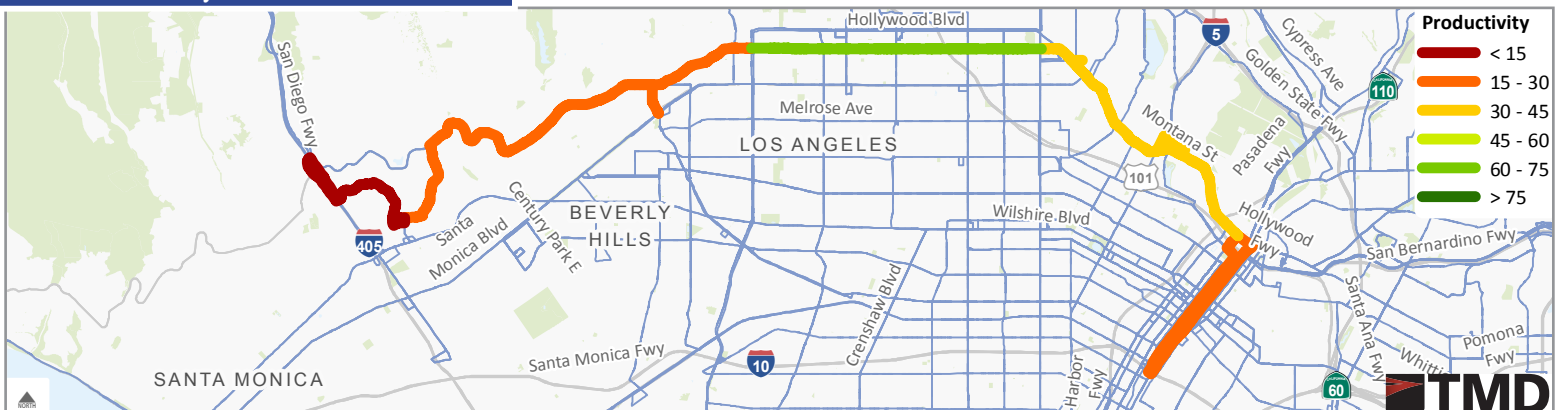 Hollywood Blvd
Productivity
< 15
15 - 30
30 - 45
45 - 60
60 - 75
> 75
5
Cypress Ave
Golden State Fwy
CALIFORNIA
110
San Diego Fwy
Melrose Ave
LOS ANGELES
Montana St
Pasadena
Fwy
101
Century Park E
BEVERLY
HILLS
Wilshire Blvd
Hollywood
Fwy
Santa
Monica Blvd
405
San Bernardino Fwy
Crenshaw Blvd
Santa Ana Fwy
Pomona
Fwy
Santa Monica Fwy
10
Harbor
Fwy
SANTA MONICA
CALIFORNIA
60
NORTH
TMD